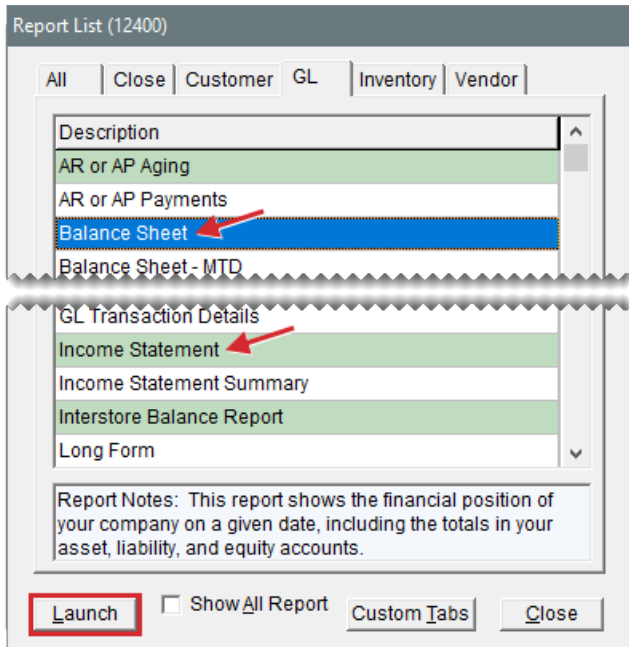 Report List (12400)
All Close Customer GL Inventory Vendor
Description
AR or AP Aging
AR or AP Payments
Balance Sheet
Balance Sheet - MTD
GL Transaction Details
Income Statement
Income Statement Summary
Interstore Balance Report
Long Form
Report Notes: This report shows the financial position of
your company on a given date, including the totals in your
asset, liability, and equity accounts.
Launch Show All Report Custom Tabs Close